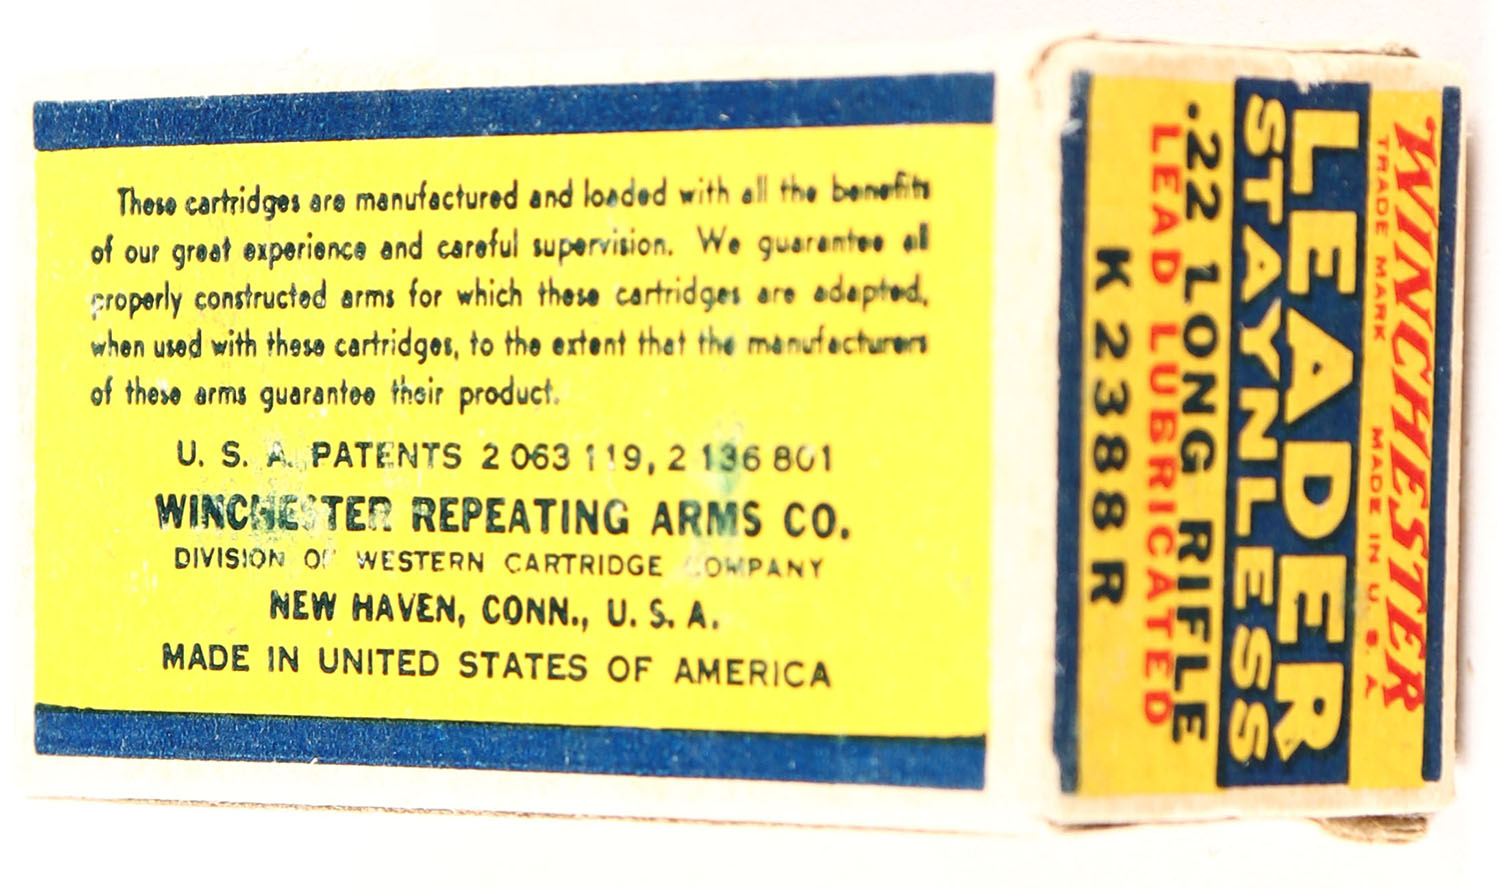 These cartridges are manufactured and loaded with all the benefits
of our great experience and careful supervision. We guarantee all
properly constructed arms for which these cartridges are adapted,
when used with these cartridges, to the extent that the manufacturers
of these arms guarantee their product.
U. S. A. PATENTS 2 063 119, 2 136 801
WINCHESTER REPEATING ARMS CO.
DIVISION OF WESTERN CARTRIDGE COMPANY
NEW HAVEN, CONN., U. S. A.
MADE IN UNITED STATES OF AMERICA
WINCHESTER
TRADE MARK MADE IN U. S. A
LEADER
STAYNLESS
.22 LONG RIFLE
LEAD LUBRICATED
K2388R